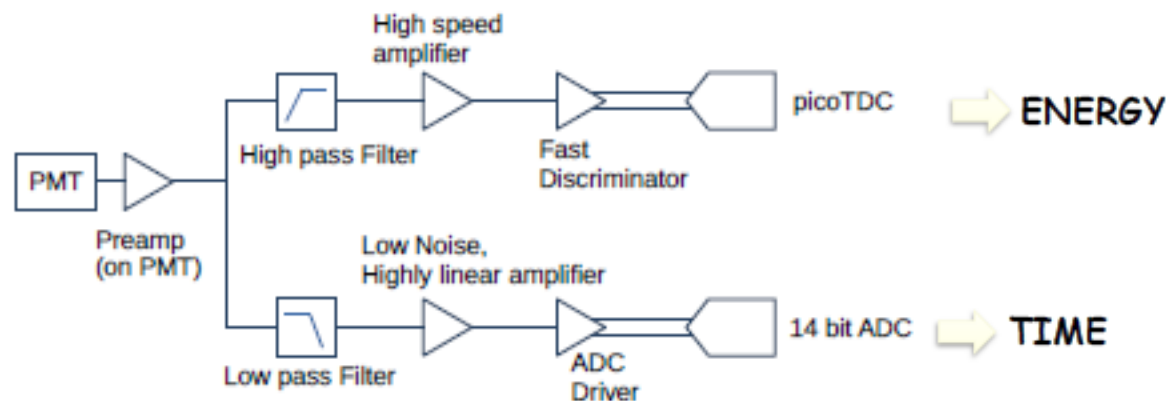 High speed
amplifier
picoTDC
ENERGY
High pass Filter
Fast
Discriminator
PMT
Preamp
(on PMT)
Low Noise,
Highly linear amplifier
14 bit ADC
TIME
Low pass Filter
ADC
Driver